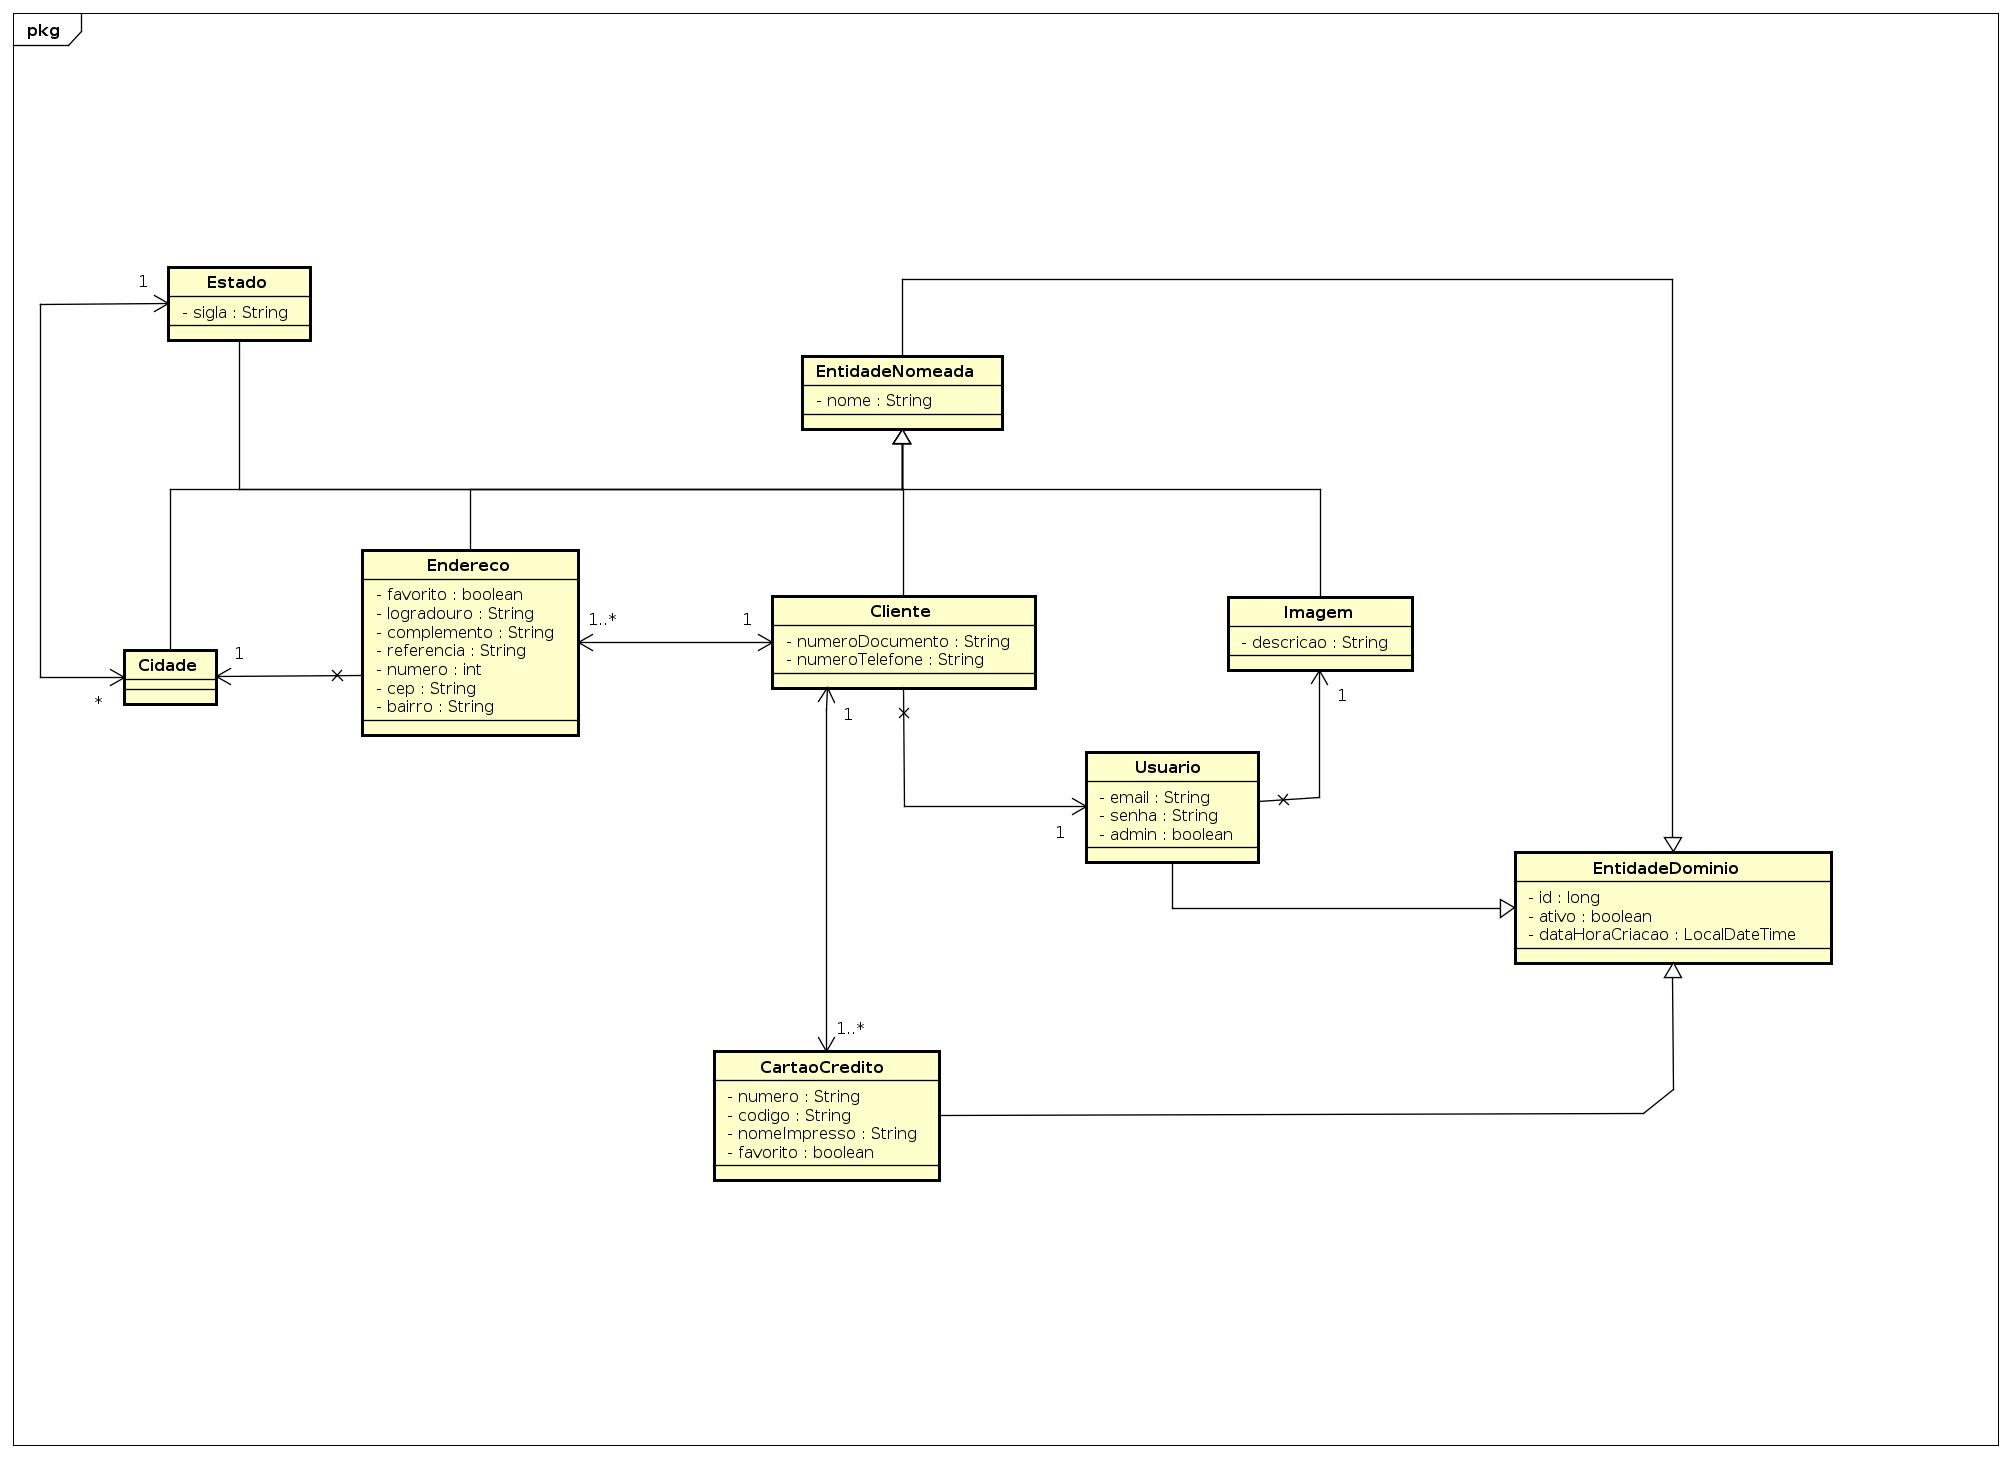 pkg
1
Estado
- sigla : String
EntidadeNomeada
- nome : String
Endereco
- favorito : boolean
- logradouro : String
- complemento : String
- referencia : String
- numero : int
- cep : String
- bairro : String
1..*
1
Cliente
- numeroDocumento : String
- numeroTelefone : String
Imagem
- descricao : String
Cidade
1
*
1
1
Usuario
- email : String
- senha : String
- admin : boolean
1
EntidadeDominio
- id : long
- ativo : boolean
- dataHoraCriacao : LocalDateTime
1..*
CartaoCredito
- numero : String
- codigo : String
- nomeImpresso : String
- favorito : boolean